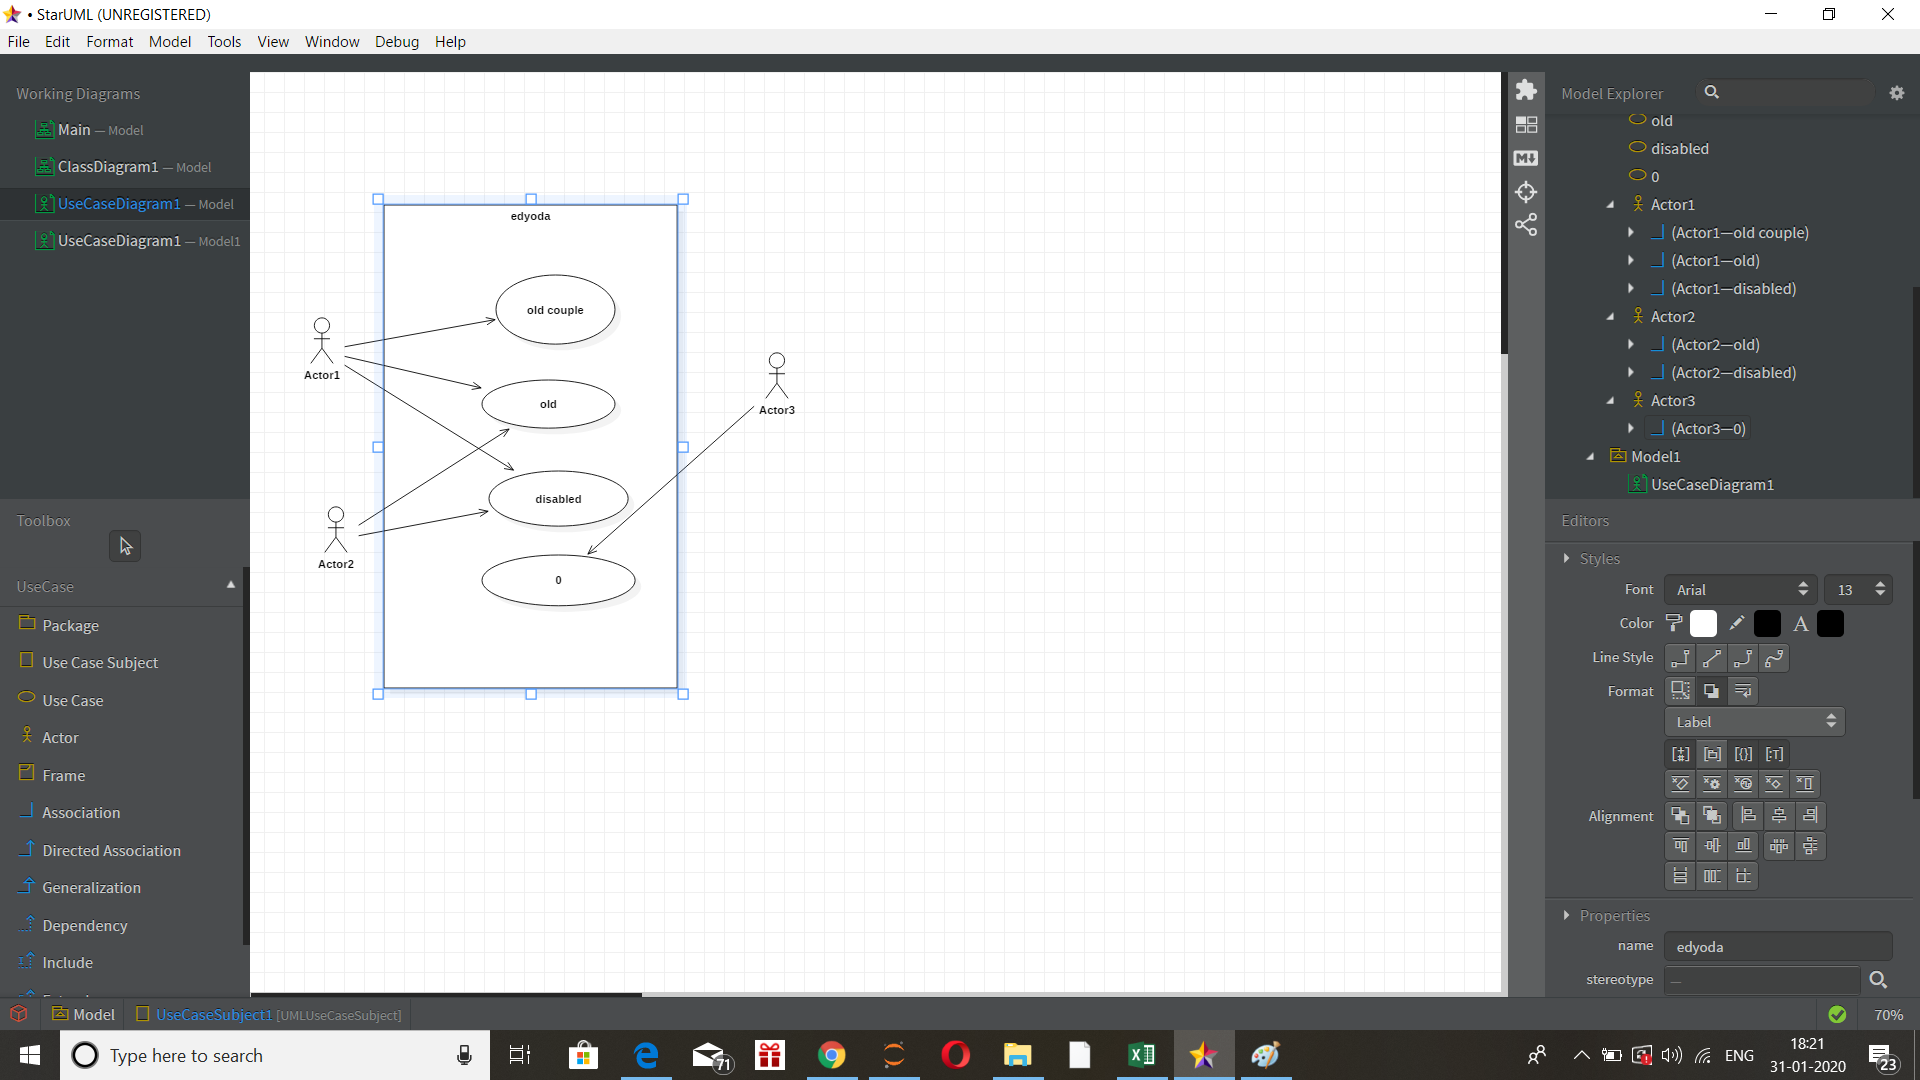 • StarUML (UNREGISTERED)
File Edit Format Model Tools View Window Debug Help
Working Diagrams
Main — Model
ClassDiagram1 — Model
UseCaseDiagram1 — Model
UseCaseDiagram1 — Model1
Toolbox
UseCase
Package
Use Case Subject
Use Case
Actor
Frame
Association
Directed Association
Generalization
Dependency
Include
edyoda
old couple
Actor1
old
Actor3
disabled
Actor2
0
Model Explorer
old
disabled
0
Actor1
(Actor1—old couple)
(Actor1—old)
(Actor1—disabled)
Actor2
(Actor2—old)
(Actor2—disabled)
Actor3
(Actor3—0)
Model1
UseCaseDiagram1
Editors
Styles
Font Arial 13
Color A
Line Style
Format
Label
Alignment
Properties
name edyoda
stereotype —
Model UseCaseSubject1 [UMLUseCaseSubject]
70%
Type here to search
71
ENG
18:21
31-01-2020
23